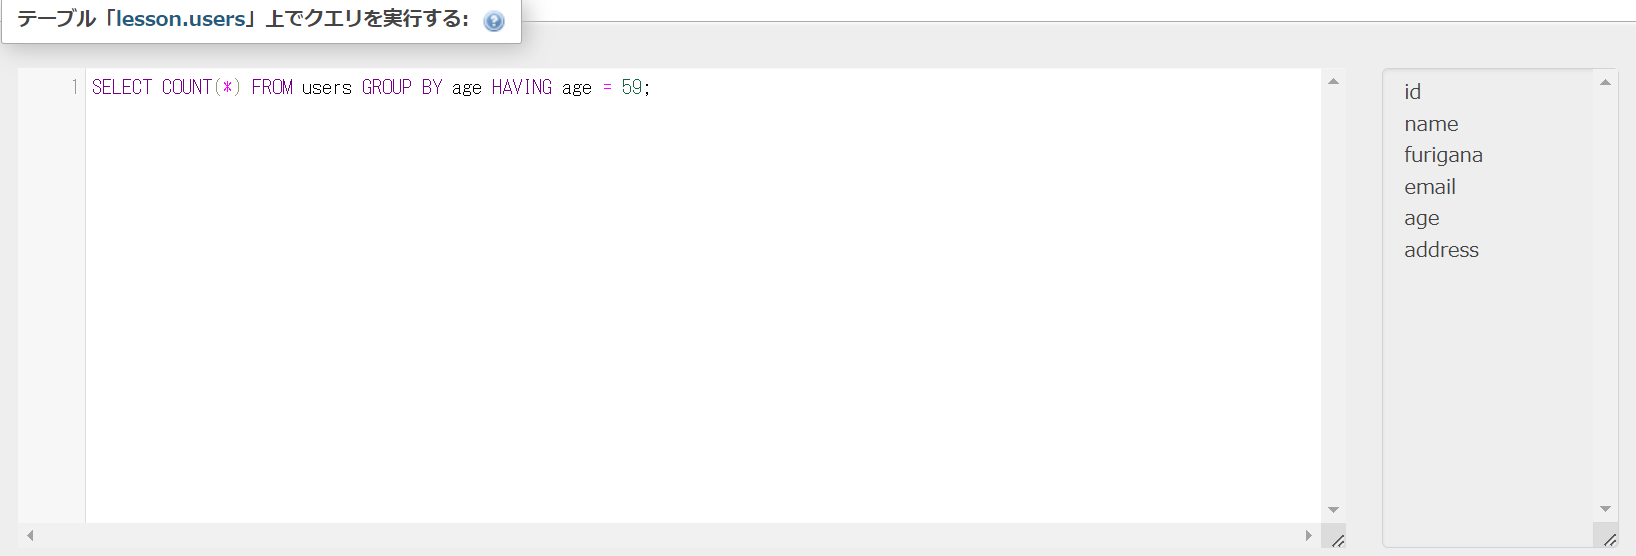 テーブル「lesson.users」上でクエリを実行する:
1 SELECT COUNT(*) FROM users GROUP BY age HAVING age = 59;
id
name
furigana
email
age
address